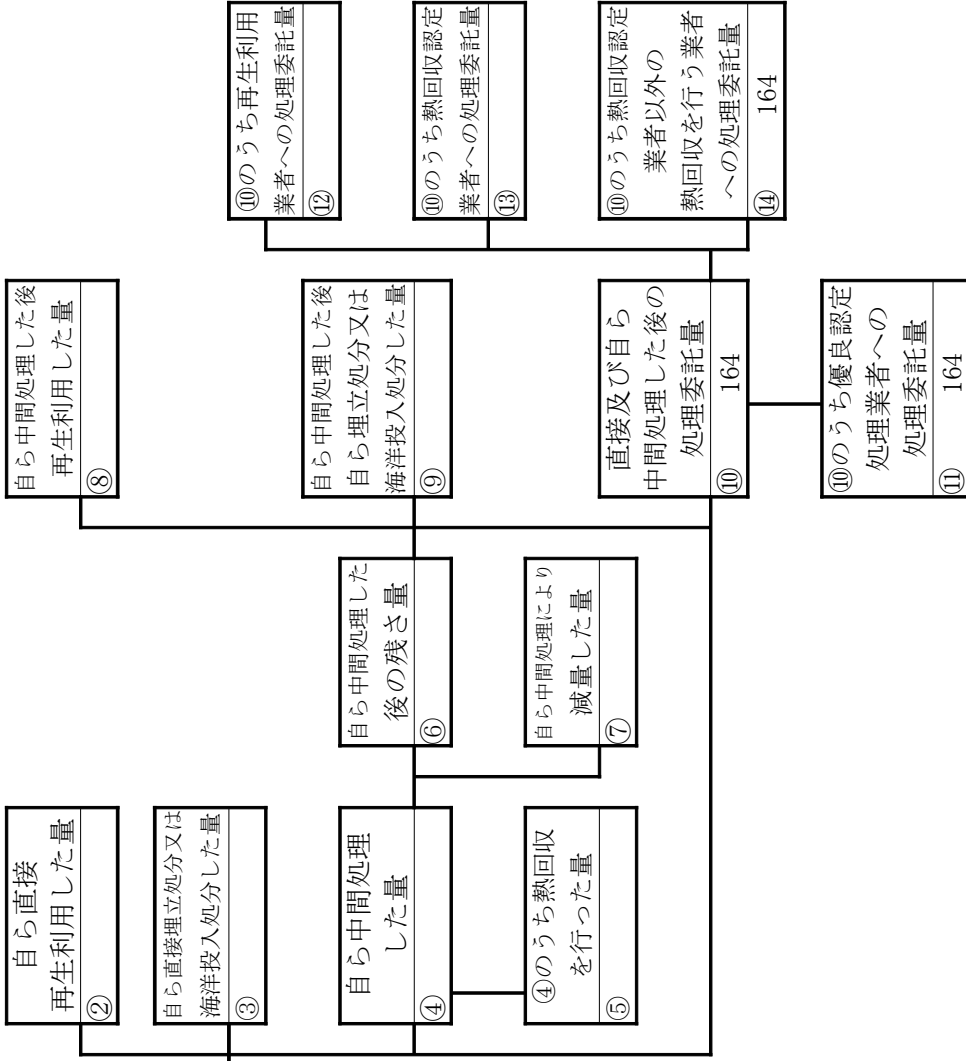 自ら直接
再生利用した量
②
自ら直接埋立処分又は
海洋投入処分した量
③
自ら中間処理
した量
④
④のうち熱回収
を行った量
⑤
自ら中間処理した
後の残さ量
⑥
自ら中間処理により
減量した量
⑦
自ら中間処理した後
再生利用した量
⑧
自ら中間処理した後
自ら埋立処分又は
海洋投入処分した量
⑨
直接及び自ら
中間処理した後の
処理委託量
⑩ 164
⑩のうち優良認定
処理業者への
処理委託量
⑪ 164
⑩のうち再生利用
業者への処理委託量
⑫
⑩のうち熱回収認定
業者への処理委託量
⑬
⑩のうち熱回収認定
業者以外の
熱回収を行う業者
への処理委託量
⑭ 164